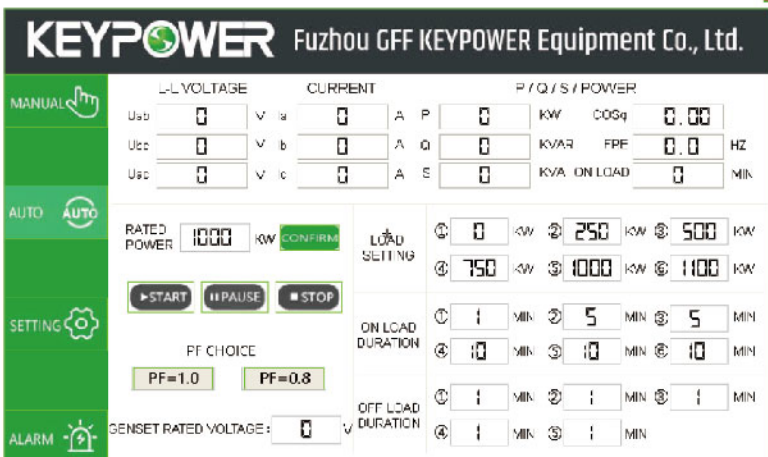 KEYPOWER Fuzhou GFF KEYPOWER Equipment Co., Ltd.
MANUAL
AUTO AUTO
SETTING
ALARM
L-L VOLTAGE CURRENT P / Q / S / POWER
Uab 0 V Ia 0 A P 0 KW COSφ 0.00
Ubc 0 V Ib 0 A Q 0 KVAR FPE 0.0 HZ
Uac 0 V Ic 0 A S 0 KVA ON LOAD 0 MIN
RATED POWER 1000 KW CONFIRM
START PAUSE STOP
PF CHOICE
PF=1.0 PF=0.8
GENSET RATED VOLTAGE: 0 V
LOAD SETTING
① 0 KW ② 250 KW ③ 500 KW
④ 750 KW ⑤ 1000 KW ⑥ 1100 KW
ON LOAD DURATION
① 1 MIN ② 5 MIN ③ 5 MIN
④ 10 MIN ⑤ 10 MIN ⑥ 10 MIN
OFF LOAD DURATION
① 1 MIN ② 1 MIN ③ 1 MIN
④ 1 MIN ⑤ 1 MIN